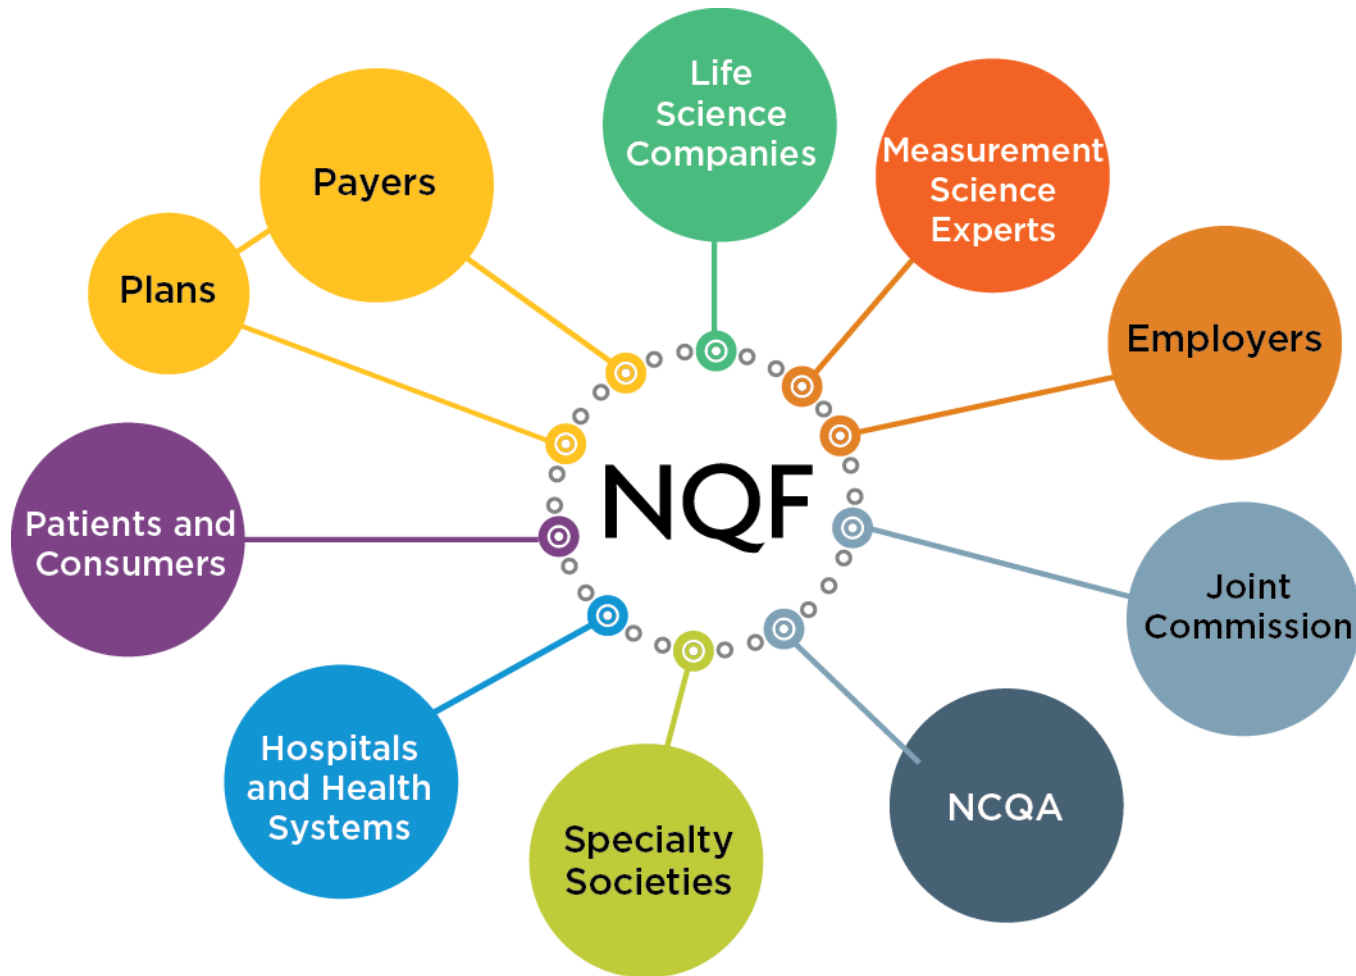 Life
Science
Companies
Measurement
Science
Experts
Payers
Plans
Employers
NQF
Patients and
Consumers
Joint
Commission
Hospitals
and Health
Systems
NCQA
Specialty
Societies